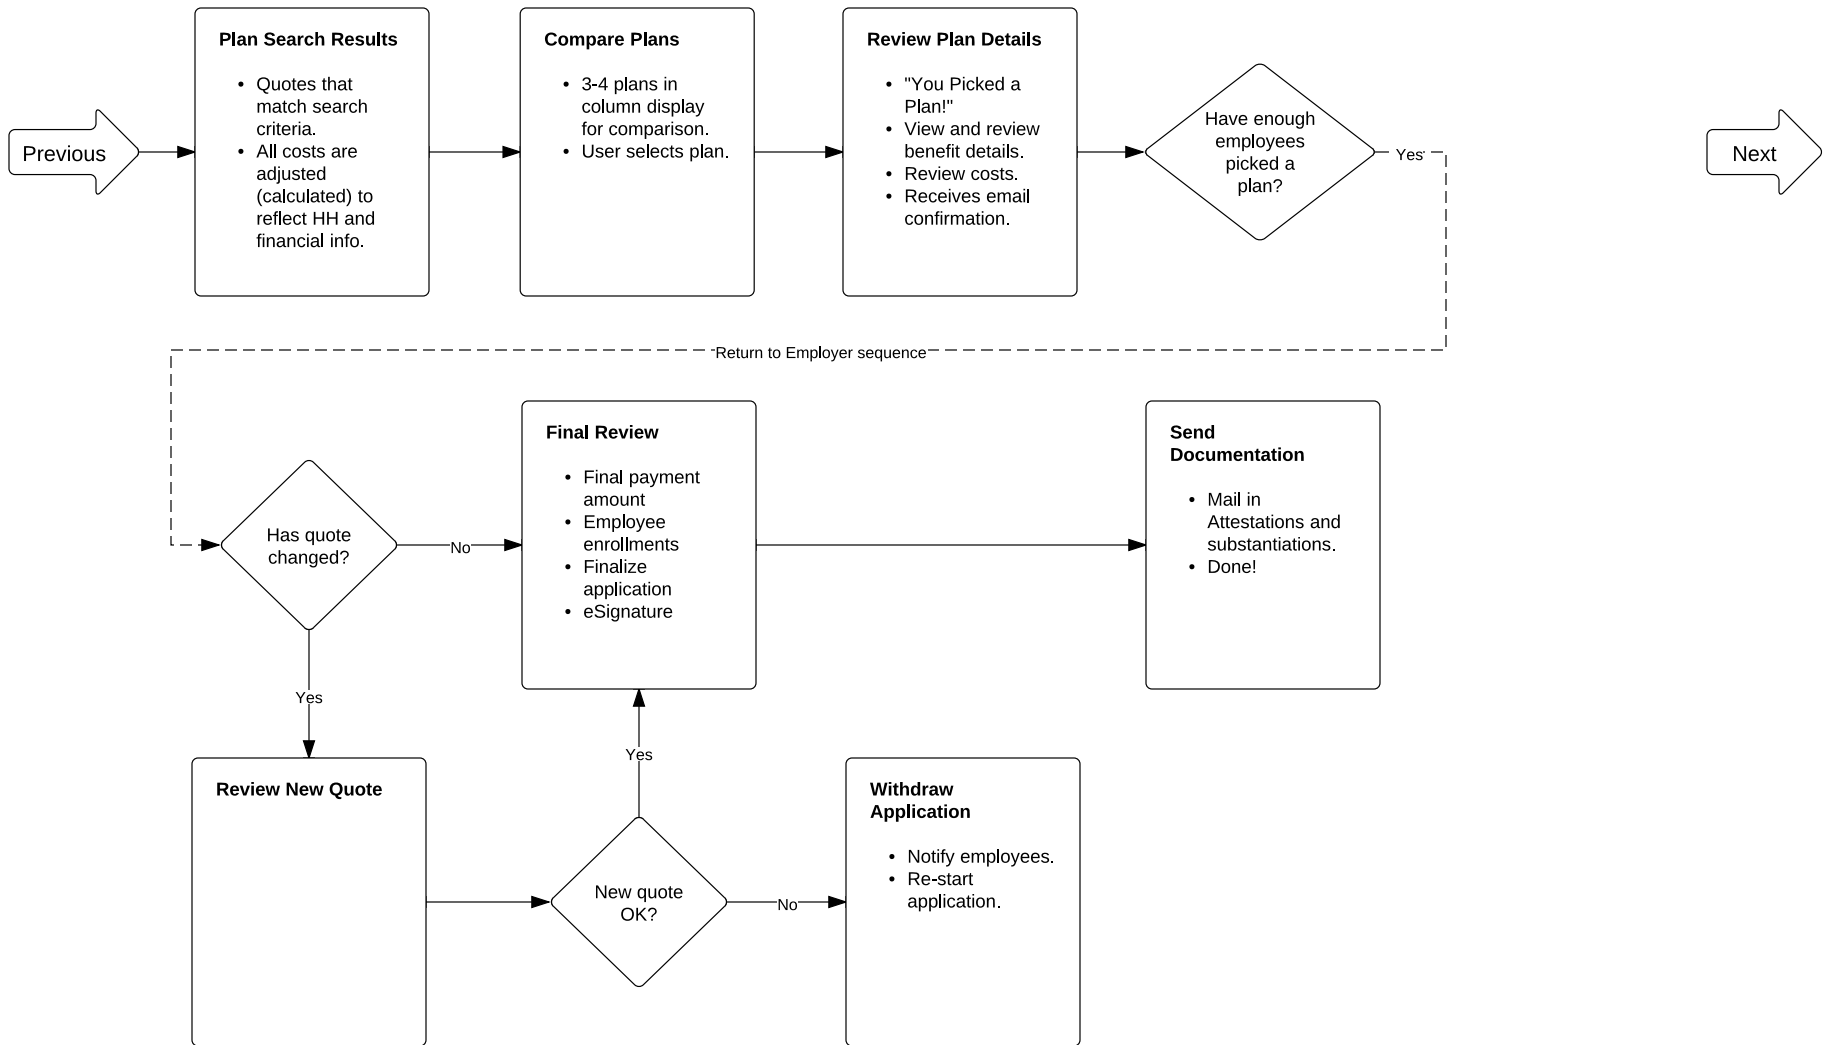 Previous
Plan Search Results
• Quotes that
match search
criteria.
• All costs are
adjusted
(calculated) to
reflect HH and
financial info.
Compare Plans
• 3-4 plans in
column display
for comparison.
• User selects plan.
Review Plan Details
• "You Picked a
Plan!"
• View and review
benefit details.
• Review costs.
• Receives email
confirmation.
Have enough
employees
picked a
plan?
Yes
Next
Return to Employer sequence
Has quote
changed?
No
Yes
Final Review
• Final payment
amount
• Employee
enrollments
• Finalize
application
• eSignature
Send
Documentation
• Mail in
Attestations and
substantiations.
• Done!
Review New Quote
Yes
New quote
OK?
No
Withdraw
Application
• Notify employees.
• Re-start
application.